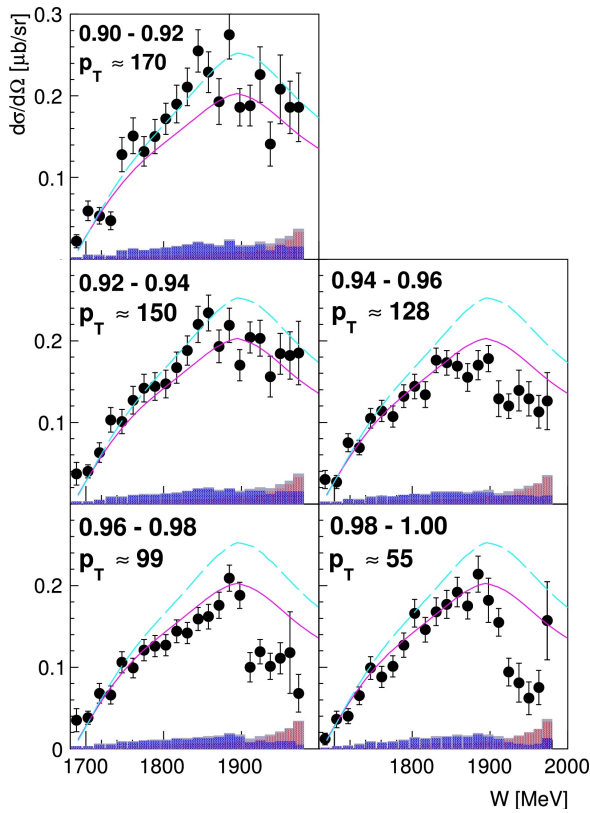 dσ/dΩ [μb/sr]
0.3
0.90 - 0.92
p_T ≈ 170
0.2
0.1
0.92 - 0.94
p_T ≈ 150
0.94 - 0.96
p_T ≈ 128
0.2
0.1
0.96 - 0.98
p_T ≈ 99
0.98 - 1.00
p_T ≈ 55
0.2
0.1
0
1700 1800 1900 1800 1900 2000
W [MeV]